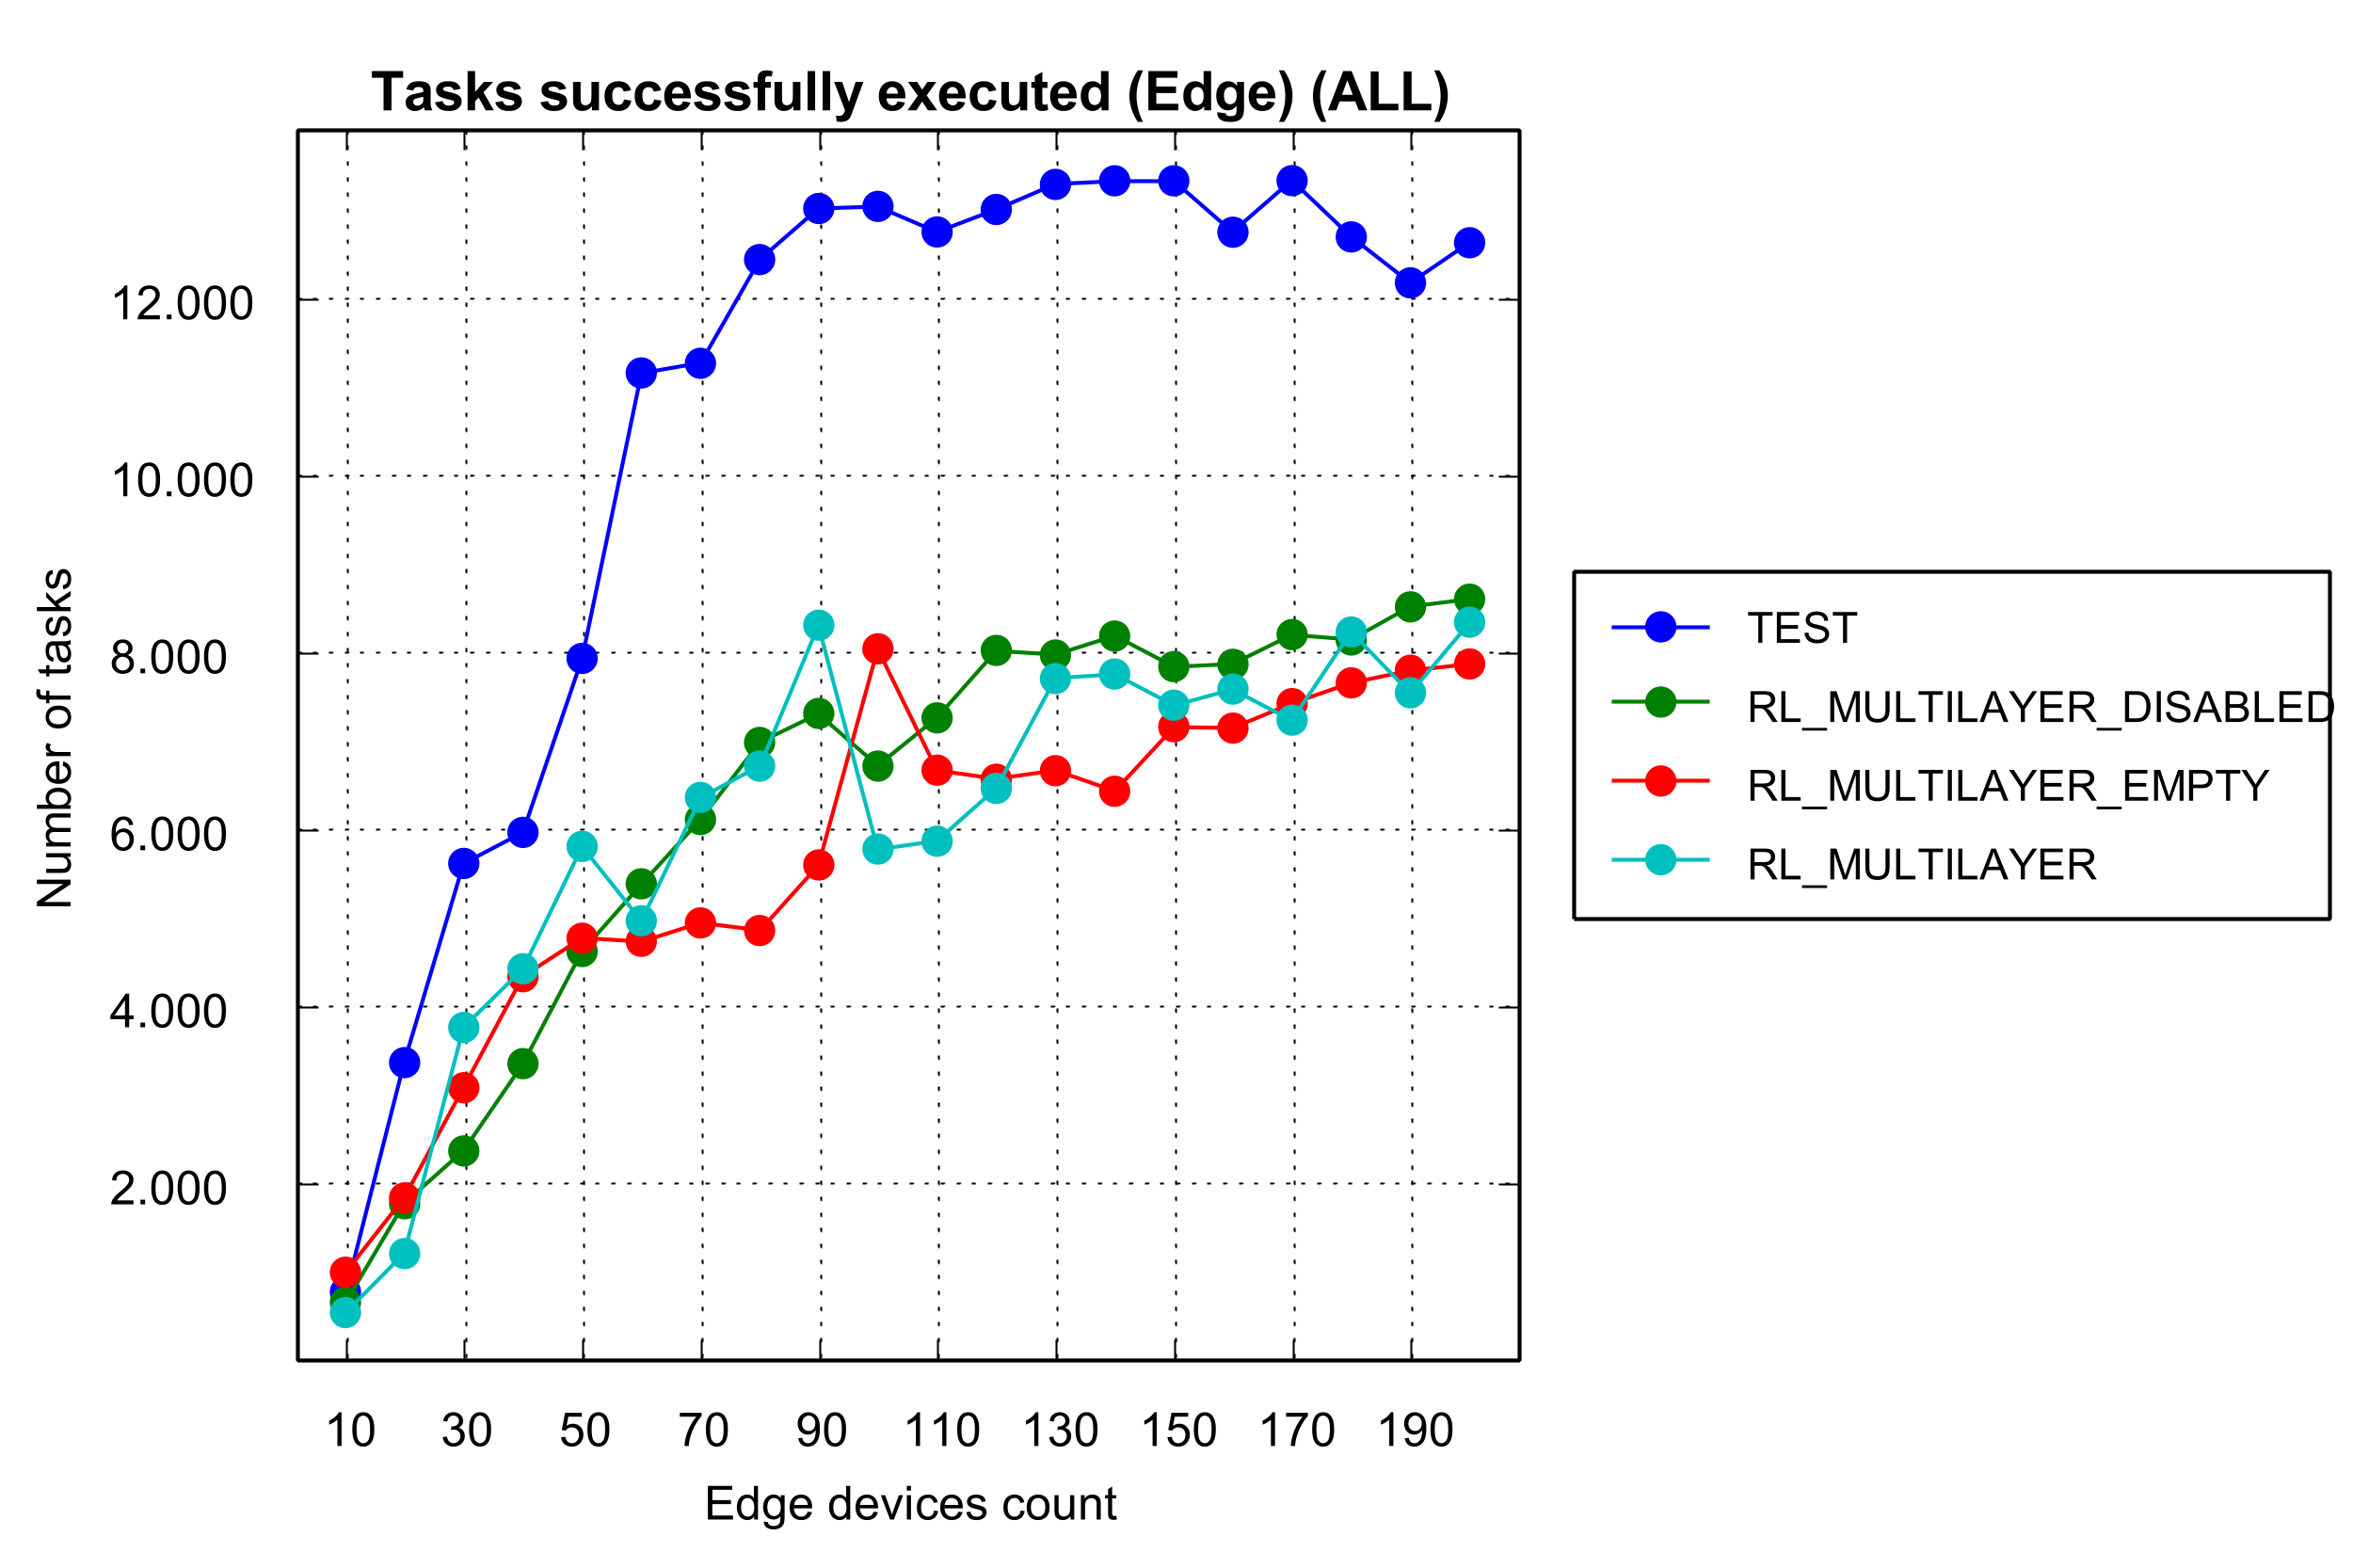 Tasks successfully executed (Edge) (ALL)
Number of tasks
12.000
10.000
8.000
6.000
4.000
2.000
10 30 50 70 90 110 130 150 170 190
Edge devices count
TEST
RL_MULTILAYER_DISABLED
RL_MULTILAYER_EMPTY
RL_MULTILAYER